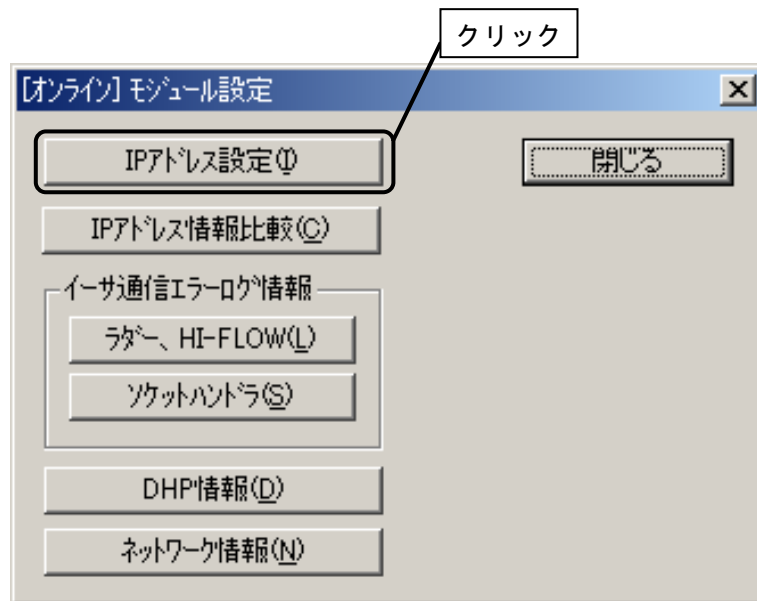 クリック
[オンライン] モジュール設定
IPアドレス設定(I)
閉じる
IPアドレス情報比較(C)
イーサ通信エラーログ情報
ラダー、HI-FLOW(L)
ソケットハンドラ(S)
DHP情報(D)
ネットワーク情報(N)